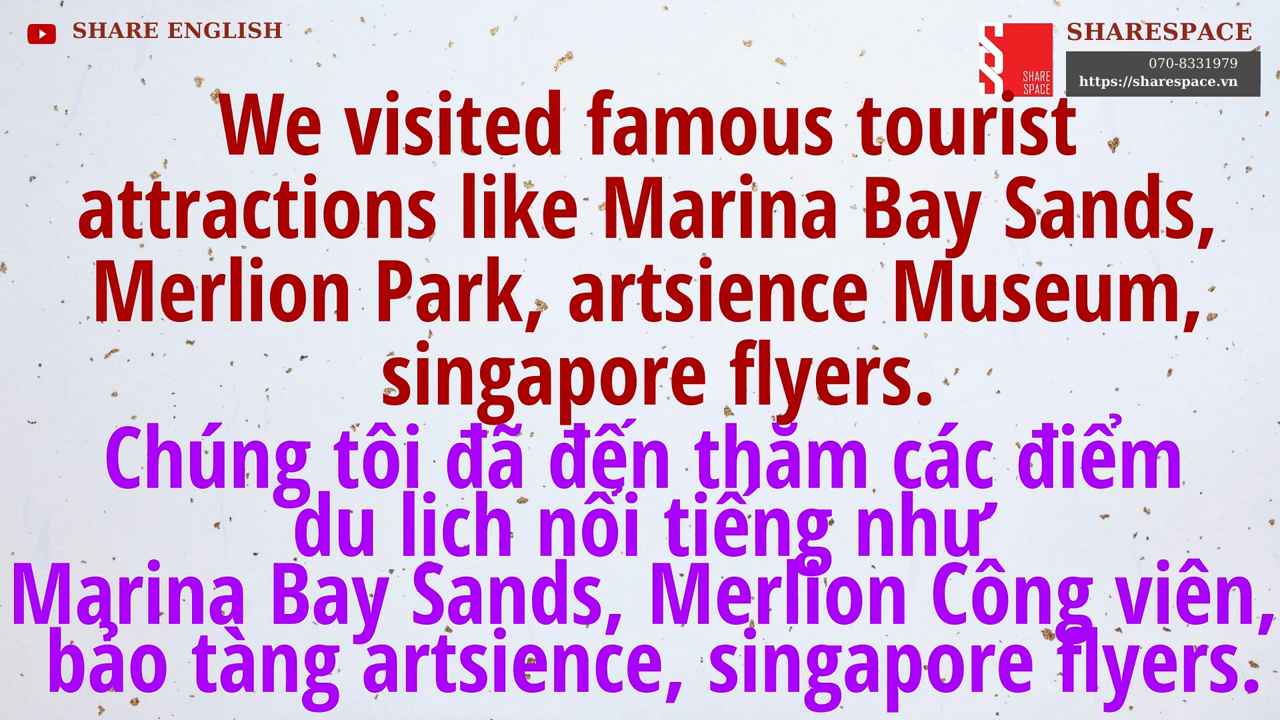 SHARE ENGLISH
SHARESPACE
070-8331979
https://sharespace.vn
SHARE
SPACE
We visited famous tourist
attractions like Marina Bay Sands,
Merlion Park, artsience Museum,
singapore flyers.
Chúng tôi đã đến thăm các điểm
du lịch nổi tiếng như
Marina Bay Sands, Merlion Công viên,
bảo tàng artsience, singapore flyers.